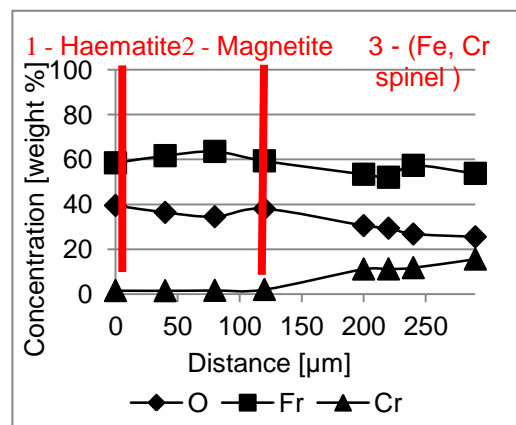 1 - Haematite2 - Magnetite 3 - (Fe, Cr
spinel )
Concentration [weight %]
100
80
60
40
20
0
0 50 100 150 200 250
Distance [µm]
O Fr Cr